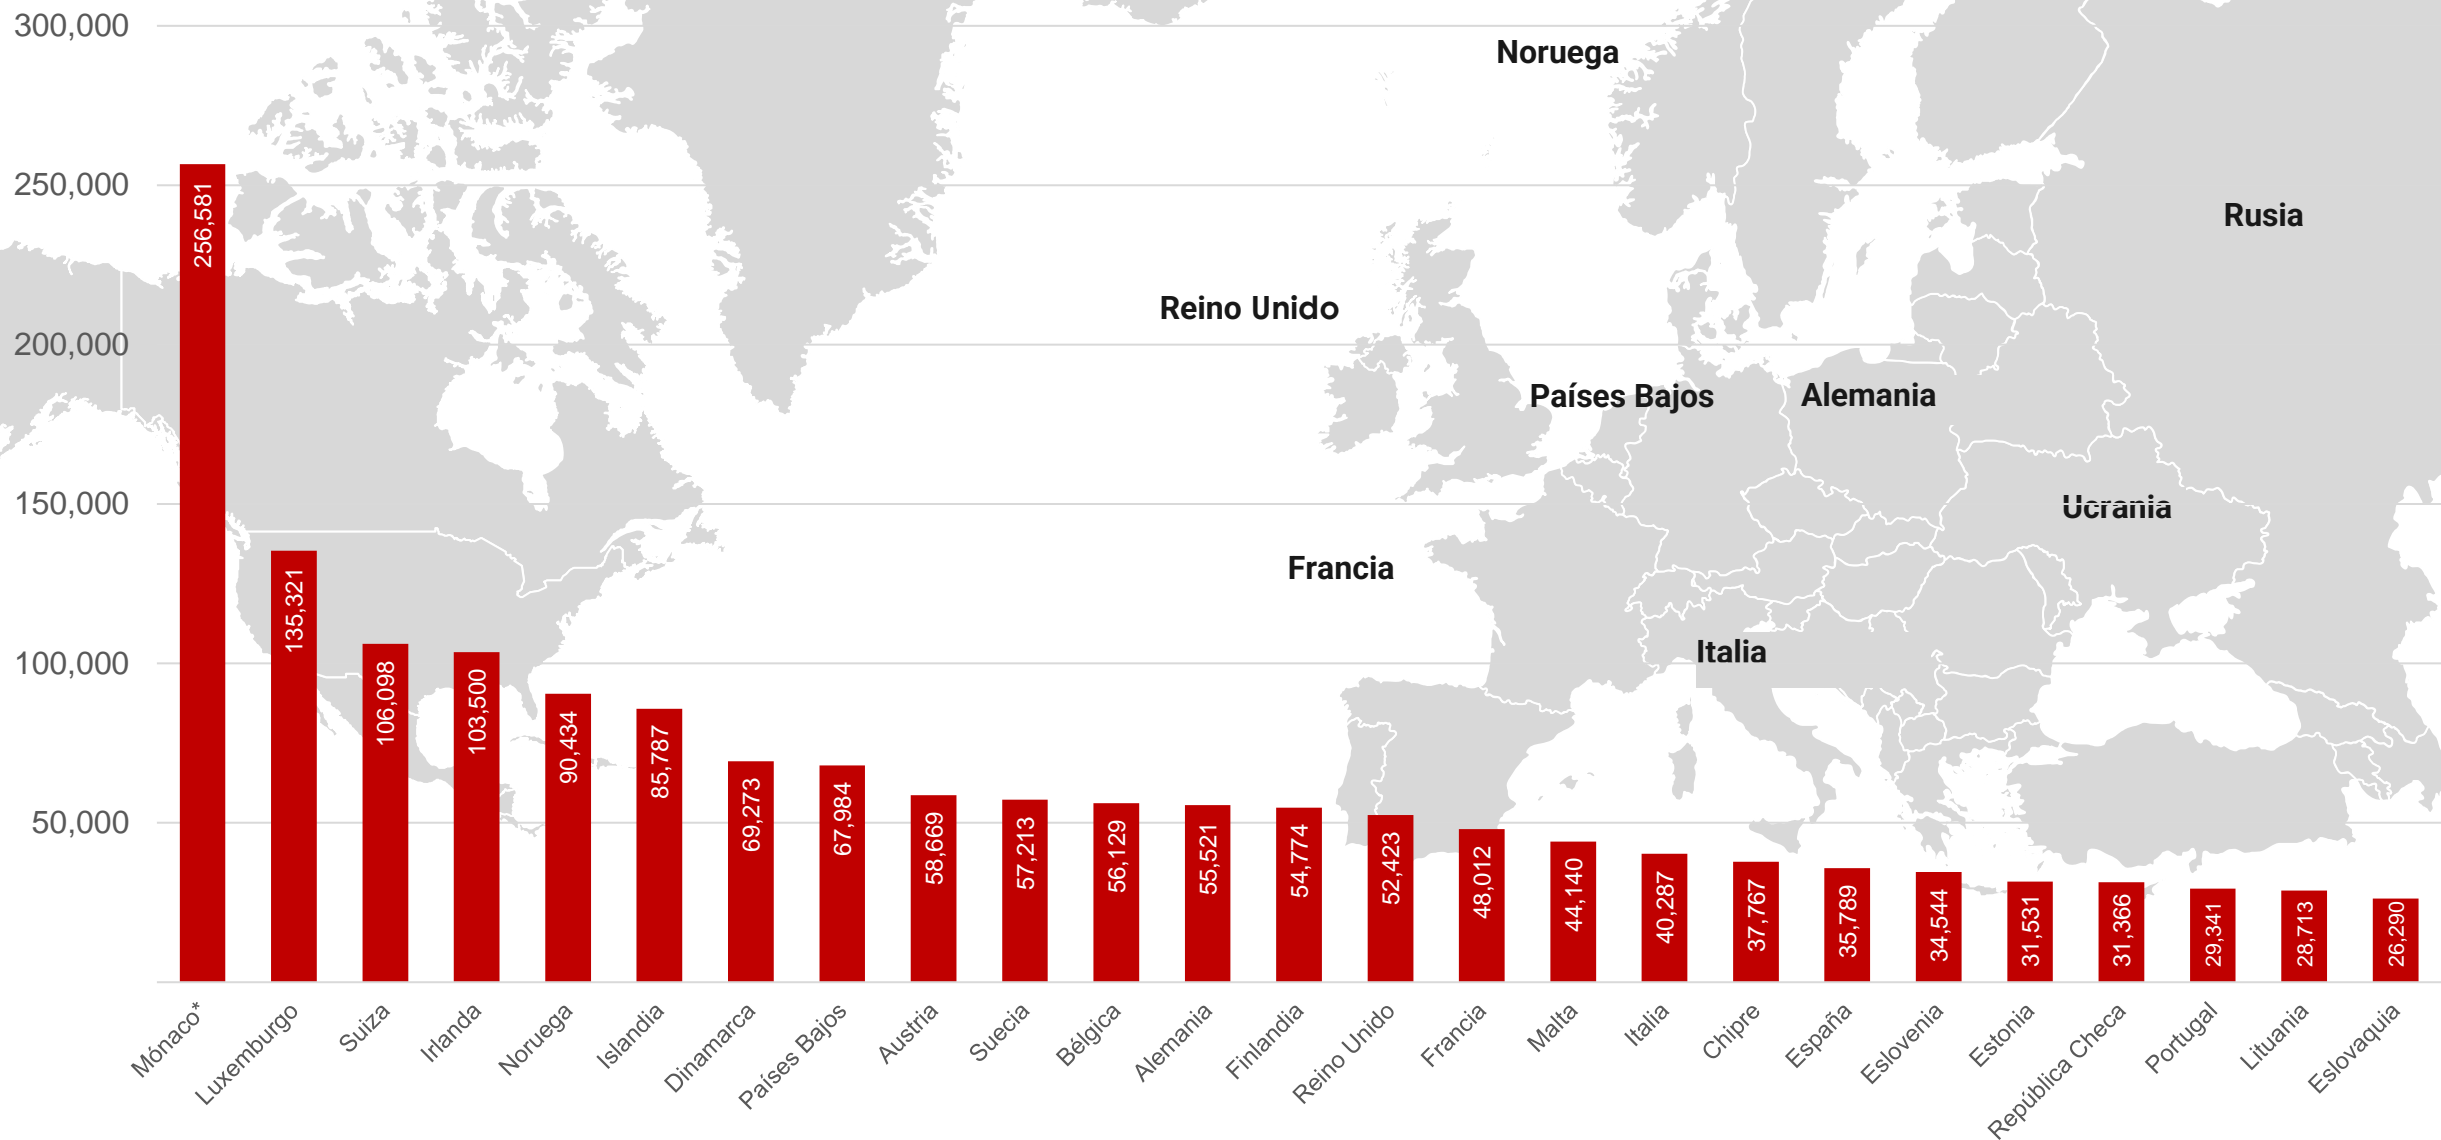 300,000
250,000
200,000
150,000
100,000
50,000
Noruega
Rusia
Reino Unido
Países Bajos
Alemania
Ucrania
Francia
Italia
256,581
135,321
106,098
103,500
90,434
85,787
69,273
67,984
58,669
57,213
56,129
55,521
54,774
52,423
48,012
44,140
40,287
37,767
35,789
34,544
31,531
31,366
29,341
28,713
26,290
Mónaco*
Luxemburgo
Suiza
Irlanda
Noruega
Islandia
Dinamarca
Países Bajos
Austria
Suecia
Bélgica
Alemania
Finlandia
Reino Unido
Francia
Malta
Italia
Chipre
España
Eslovenia
Estonia
República Checa
Portugal
Lituania
Eslovaquia